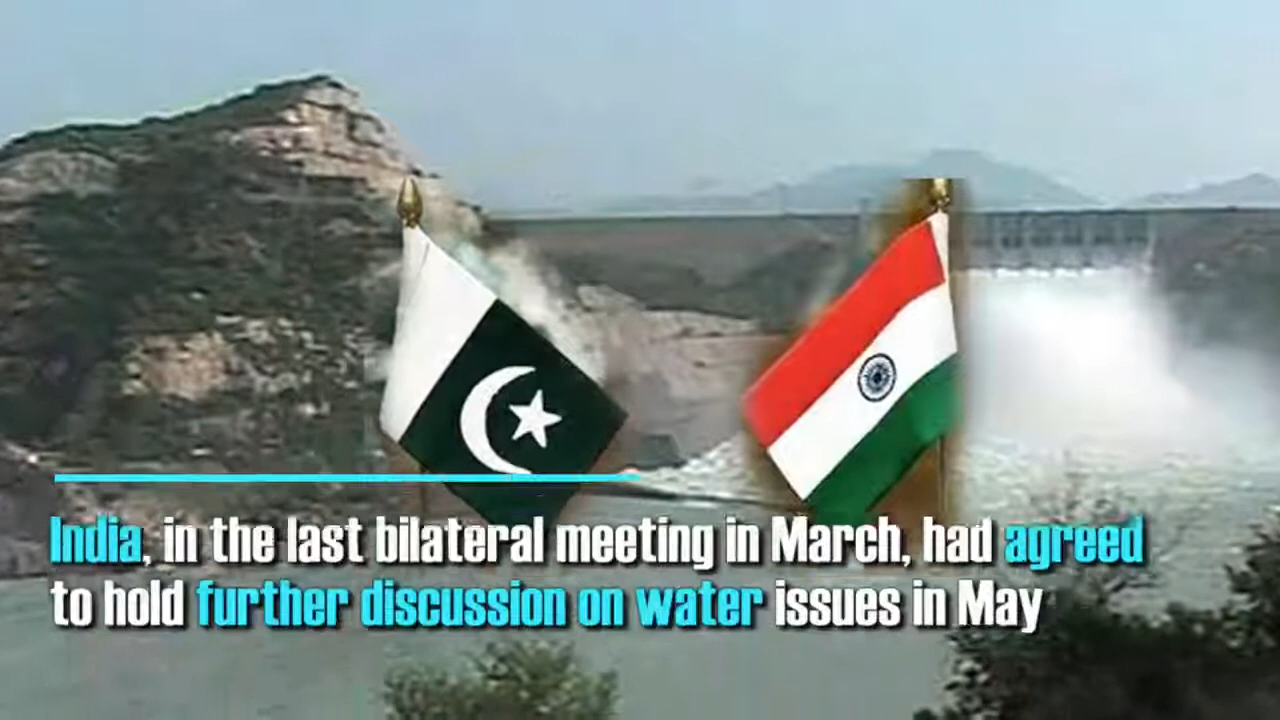 India, in the last bilateral meeting in March, had agreed
to hold further discussion on water issues in May